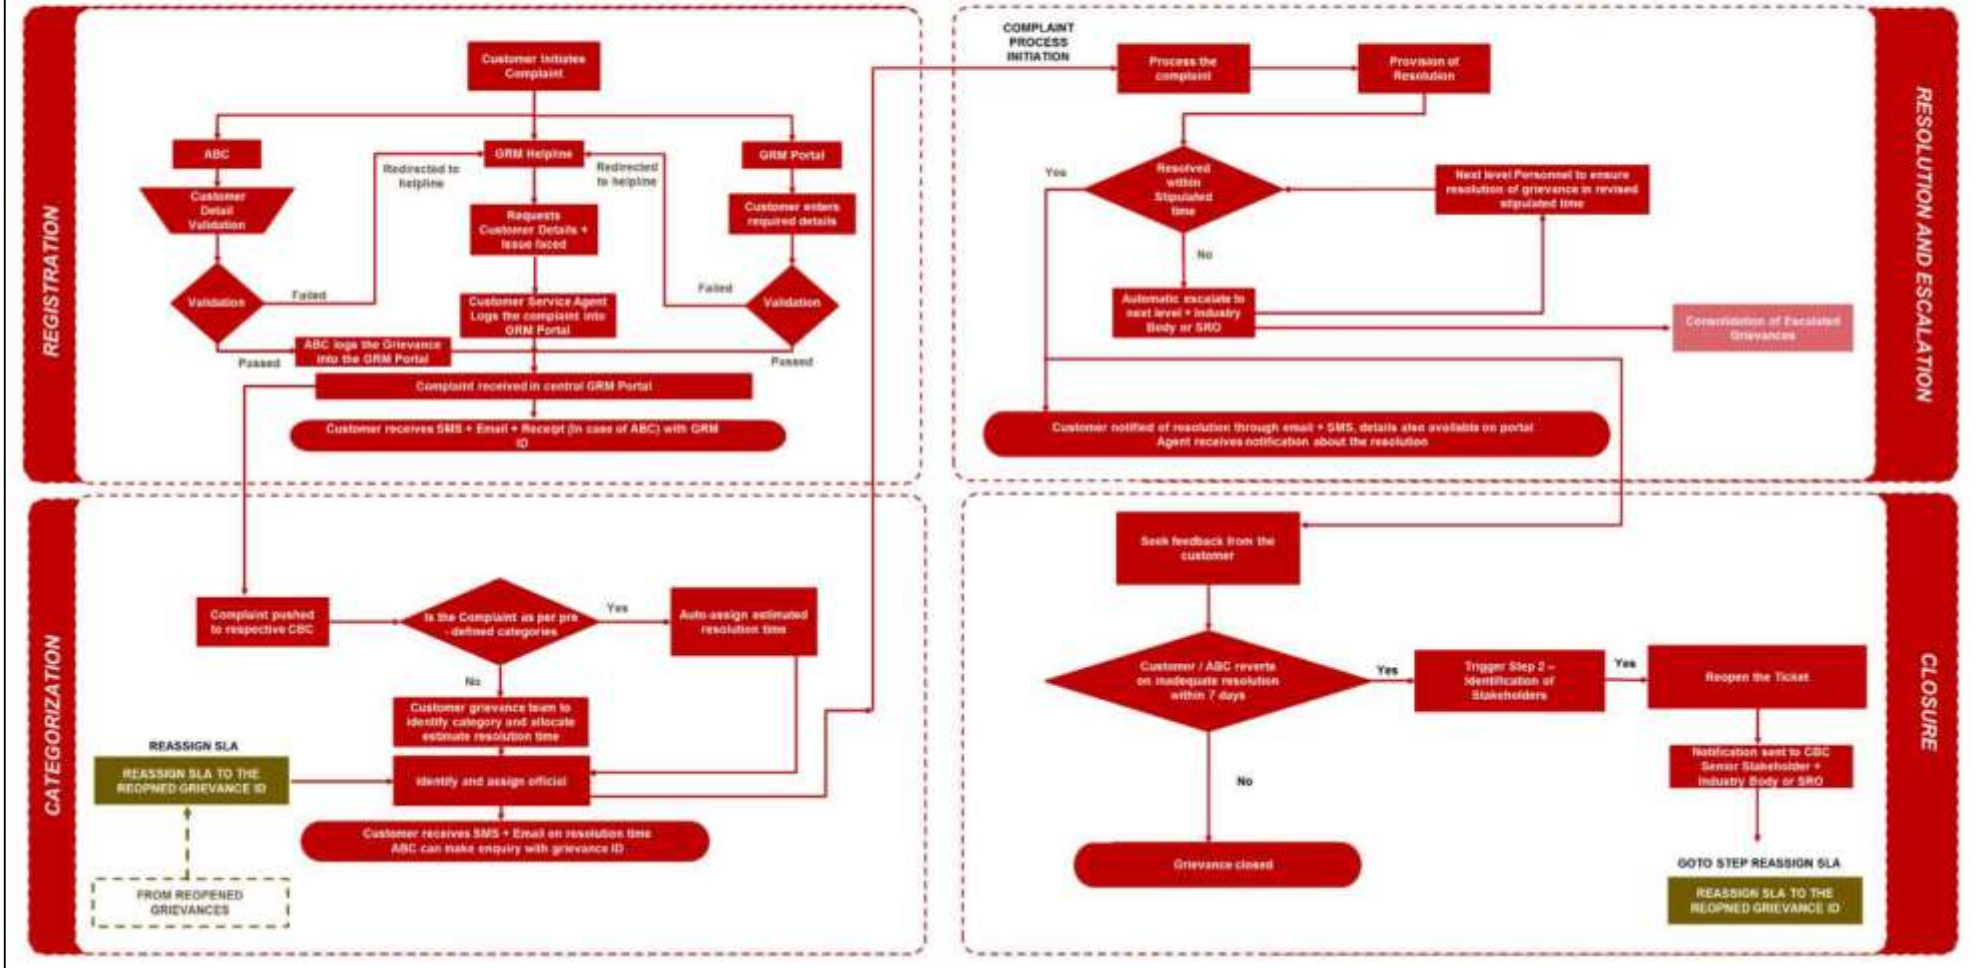 REGISTRATION
Customer Initiates
Complaint
ABC
GRM Helpline
GRM Portal
Redirected to
helpline
Redirected
to helpline
Customer
Detail
Validation
Requests
Customer Details +
Issue faced
Customer enters
required details
Validation
Failed
Customer Service Agent
Logs the complaint into
GRM Portal
Failed
Validation
Passed
ABC logs the Grievance
into the GRM Portal
Passed
Complaint received in central GRM Portal
Customer receives SMS + Email + Receipt (In case of ABC) with GRM
ID
RESOLUTION AND ESCALATION
COMPLAINT
PROCESS
INITIATION
Process the
complaint
Provision of
Resolution
Yes
Resolved
within
Stipulated
time
Next level Personnel to ensure
resolution of grievance in revised
stipulated time
No
Automatic escalate to
next level + Industry
Body or SRO
Consolidation of Escalated
Grievances
Customer notified of resolution through email + SMS, details also available on portal
Agent receives notification about the resolution
CATEGORIZATION
Complaint pushed
to respective CBC
Is the Complaint as per pre
- defined categories
Yes
Auto-assign estimated
resolution time
No
Customer grievance team to
identify category and allocate
estimate resolution time
REASSIGN SLA
REASSIGN SLA TO THE
REOPNED GRIEVANCE ID
Identify and assign official
Customer receives SMS + Email on resolution time
ABC can make enquiry with grievance ID
FROM REOPENED
GRIEVANCES
CLOSURE
Seek feedback from the
customer
Customer / ABC reverts
on inadequate resolution
within 7 days
Yes
Trigger Step 2 –
Identification of
Stakeholders
Yes
Reopen the Ticket
No
Notification sent to CBC
Senior Stakeholder +
Industry Body or SRO
Grievance closed
GOTO STEP REASSIGN SLA
REASSIGN SLA TO THE
REOPNED GRIEVANCE ID